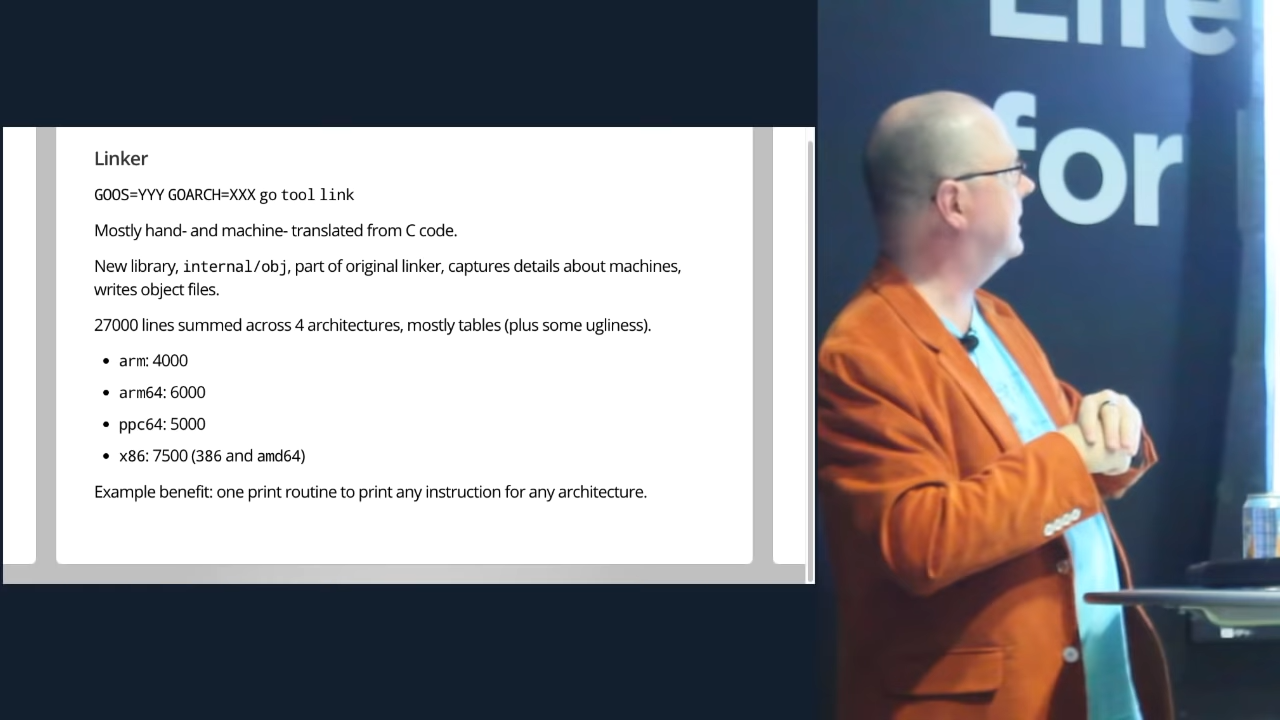 Linker
GOOS=YYY GOARCH=XXX go tool link
Mostly hand- and machine- translated from C code.
New library, internal/obj, part of original linker, captures details about machines,
writes object files.
27000 lines summed across 4 architectures, mostly tables (plus some ugliness).
• arm: 4000
• arm64: 6000
• ppc64: 5000
• x86: 7500 (386 and amd64)
Example benefit: one print routine to print any instruction for any architecture.
Life
for